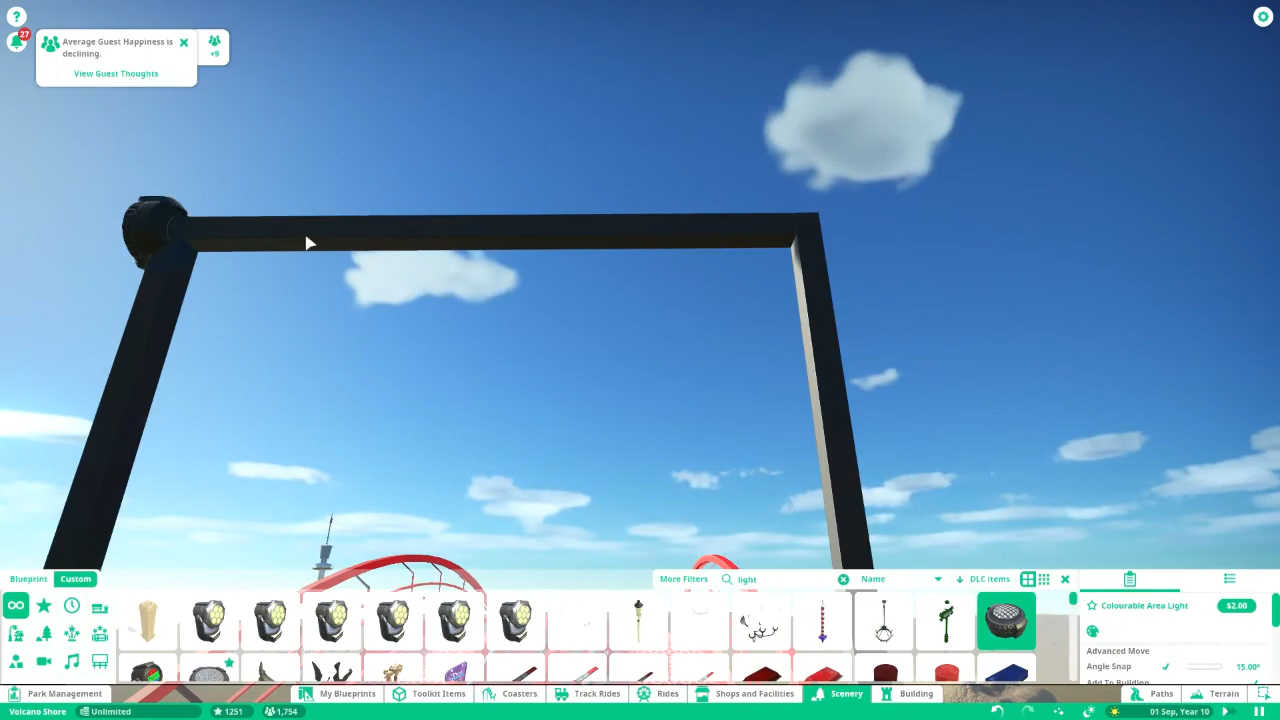 ?
27
Average Guest Happiness is
declining.
View Guest Thoughts
+9
Blueprint
Custom
More Filters
light
Name
DLC items
Colourable Area Light
$2.00
Advanced Move
Angle Snap
15.00°
Park Management
My Blueprints
Toolkit Items
Coasters
Track Rides
Rides
Shops and Facilities
Scenery
Building
Paths
Terrain
Volcano Shore
Unlimited
1251
1,754
01 Sep, Year 10